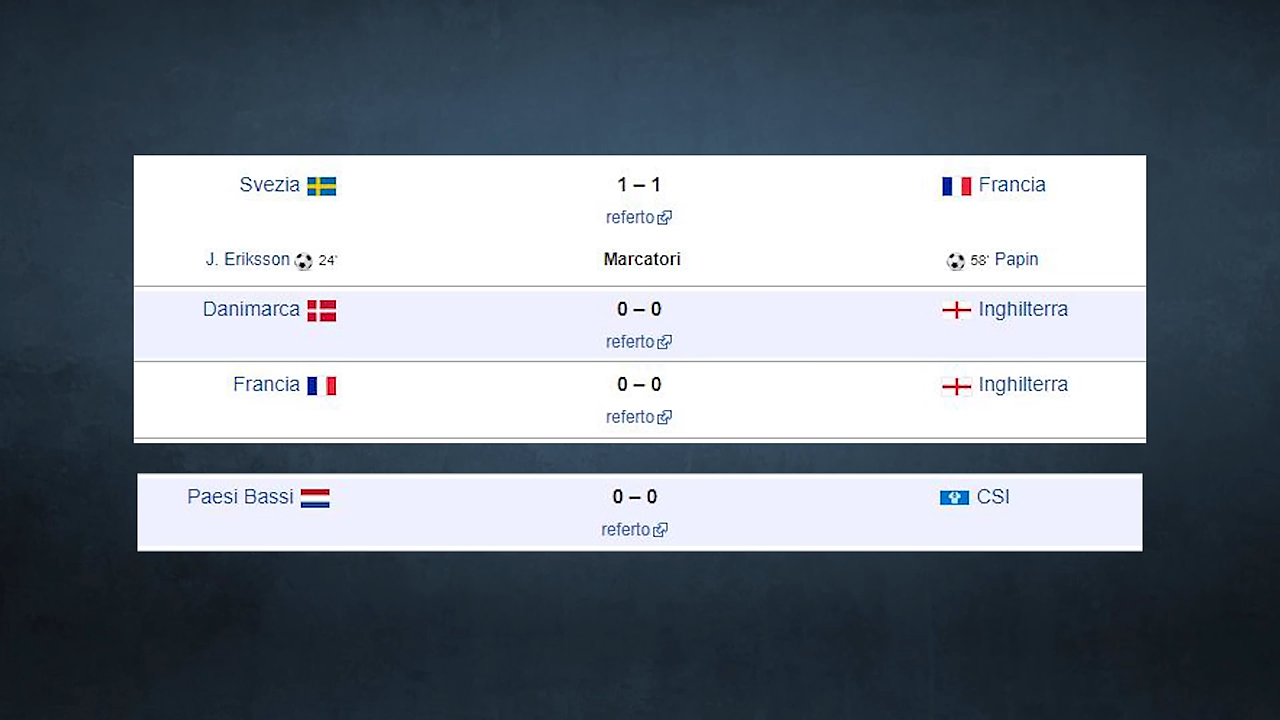 Svezia 1 – 1 Francia
referto
J. Eriksson 24' Marcatori 58' Papin
Danimarca 0 – 0 Inghilterra
referto
Francia 0 – 0 Inghilterra
referto
Paesi Bassi 0 – 0 CSI
referto